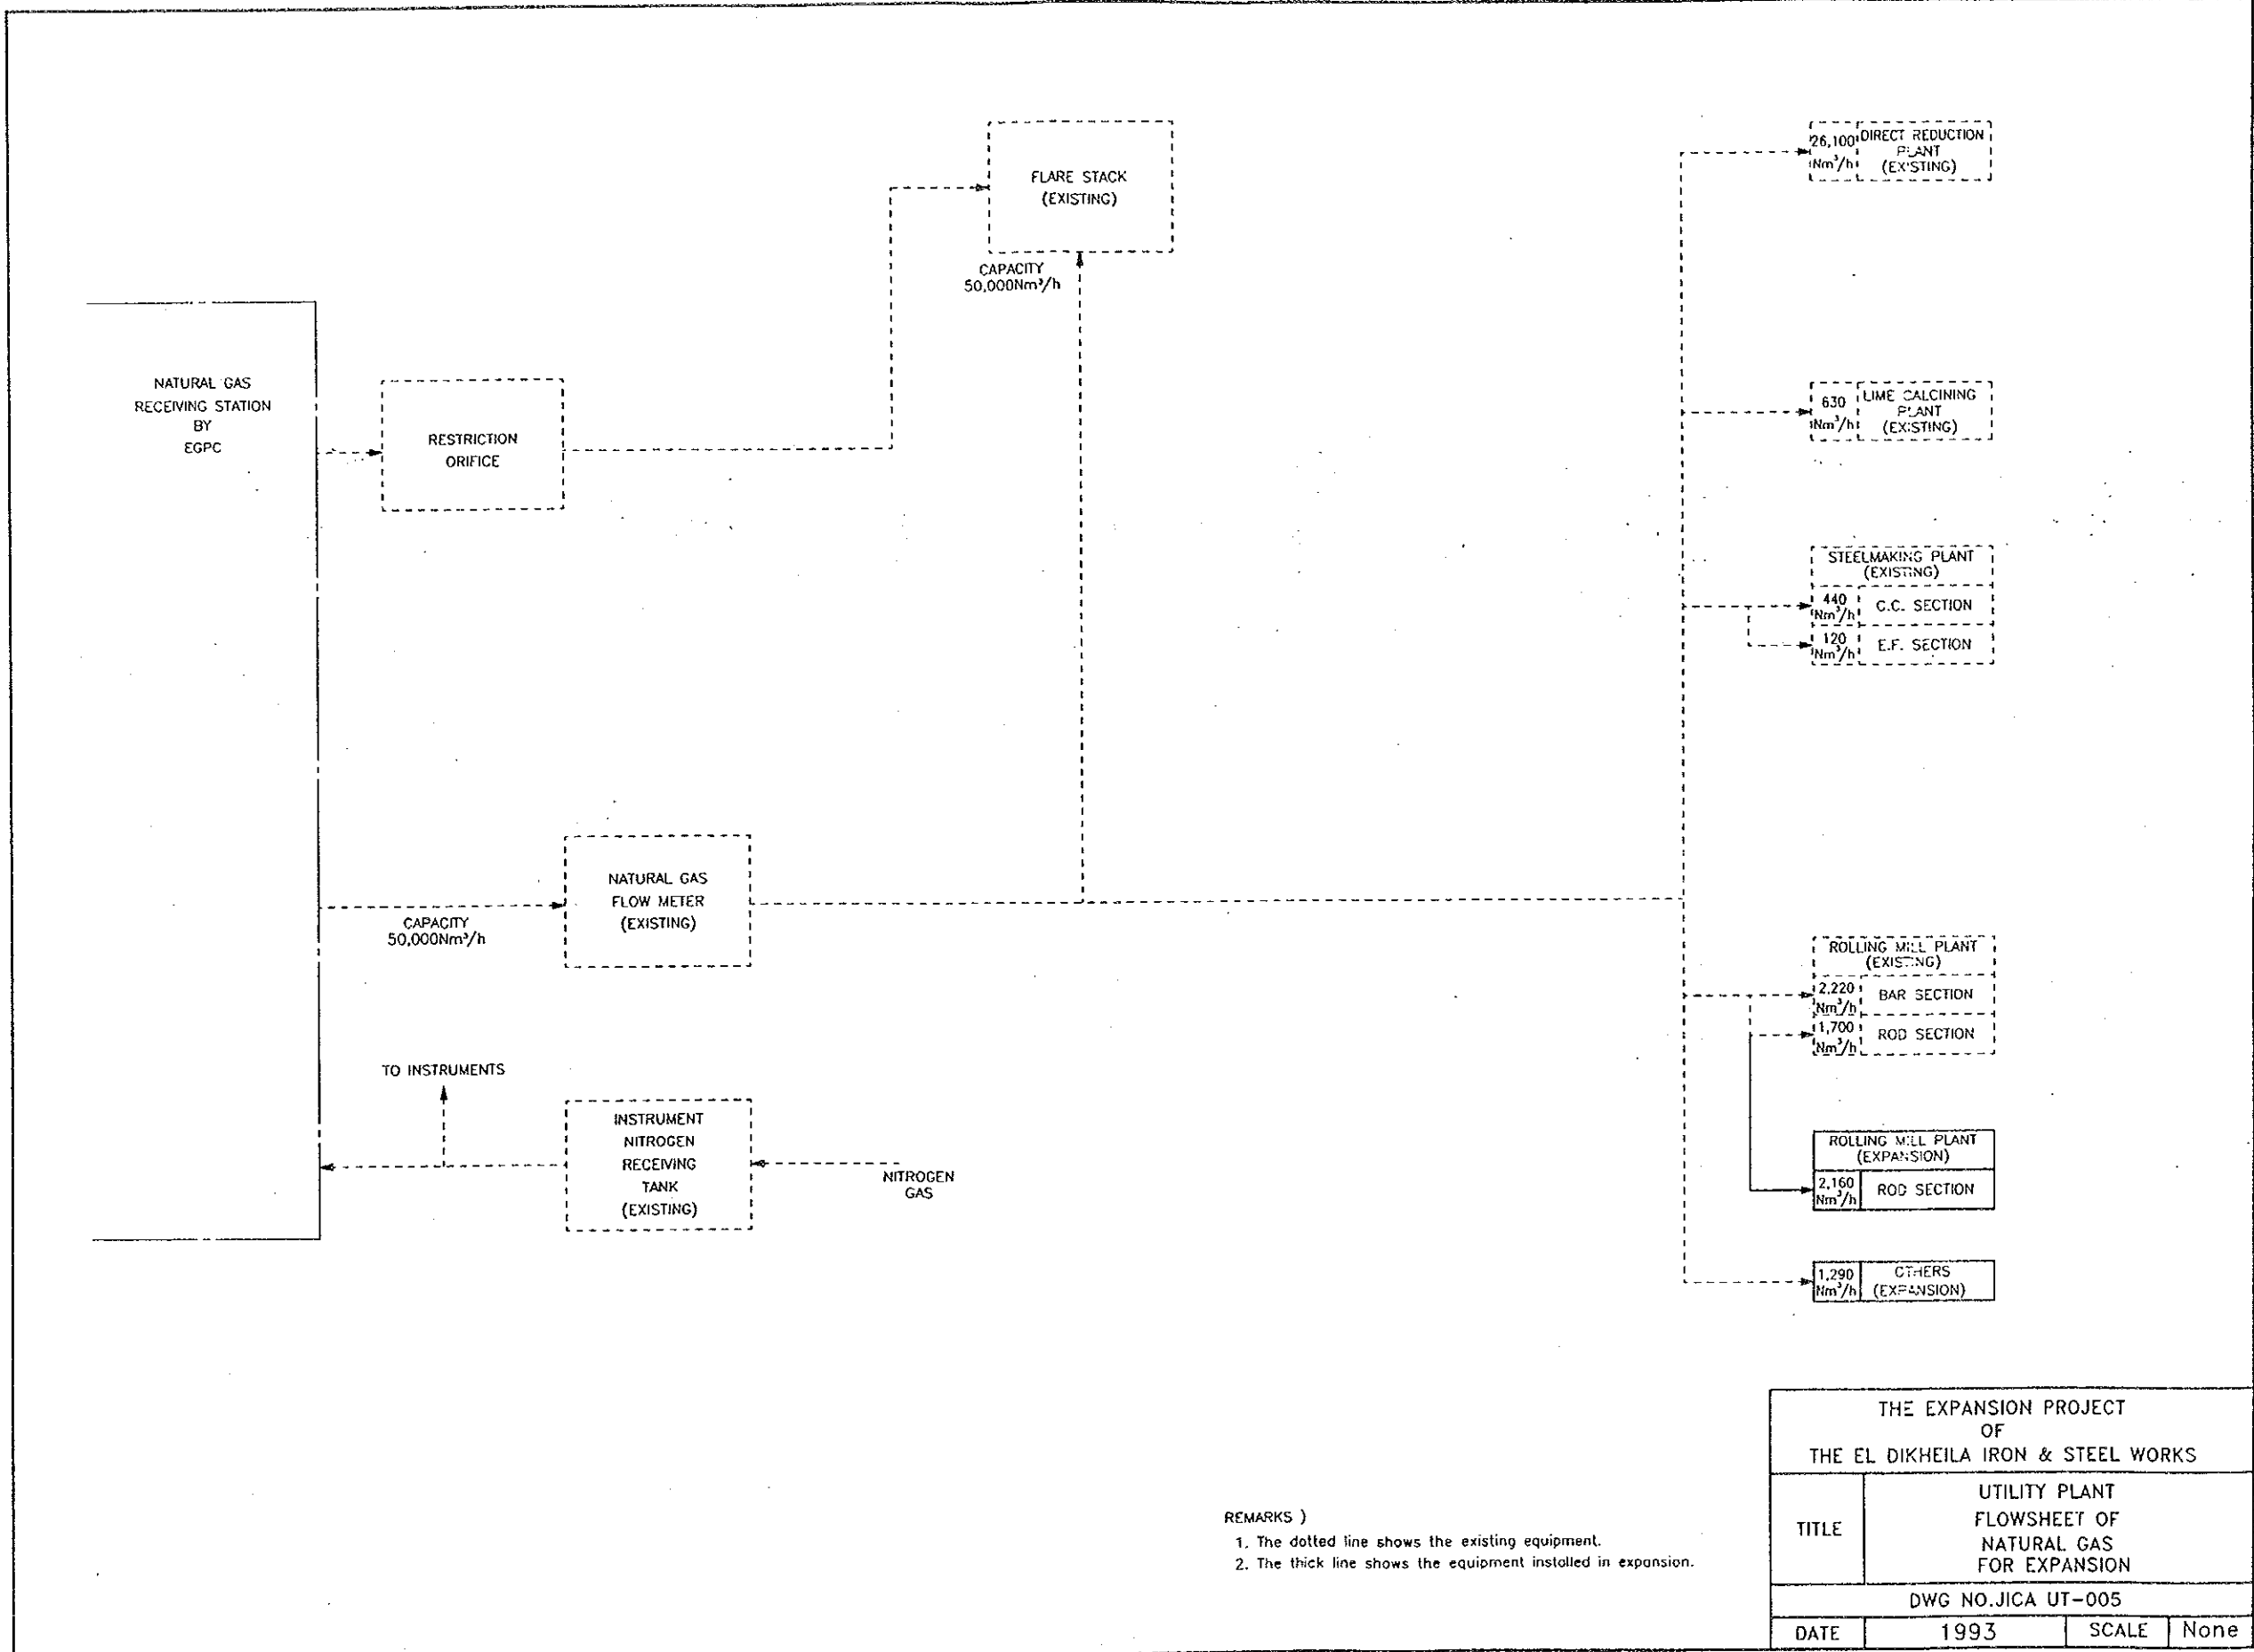 FLARE STACK
(EXISTING)
CAPACITY
50,000Nm³/h
NATURAL GAS
RECEIVING STATION
BY
EGPC
RESTRICTION
ORIFICE
NATURAL GAS
FLOW METER
(EXISTING)
CAPACITY
50,000Nm³/h
TO INSTRUMENTS
INSTRUMENT
NITROGEN
RECEIVING
TANK
(EXISTING)
NITROGEN
GAS
26,100
Nm³/h
DIRECT REDUCTION
PLANT
(EXISTING)
630
Nm³/h
LIME CALCINING
PLANT
(EXISTING)
STEELMAKING PLANT
(EXISTING)
440
Nm³/h
C.C. SECTION
120
Nm³/h
E.F. SECTION
ROLLING MILL PLANT
(EXISTING)
2,220
Nm³/h
BAR SECTION
1,700
Nm³/h
ROD SECTION
ROLLING MILL PLANT
(EXPANSION)
2,160
Nm³/h
ROD SECTION
1,290
Nm³/h
OTHERS
(EXPANSION)
REMARKS )
1. The dotted line shows the existing equipment.
2. The thick line shows the equipment installed in expansion.
THE EXPANSION PROJECT
OF
THE EL DIKHEILA IRON & STEEL WORKS
TITLE
UTILITY PLANT
FLOWSHEET OF
NATURAL GAS
FOR EXPANSION
DWG NO.JICA UT-005
DATE 1993 SCALE None